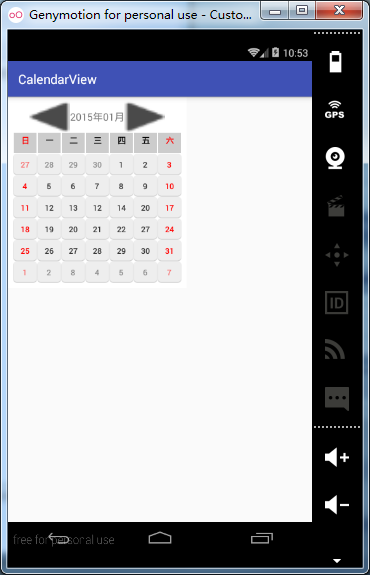 Genymotion for personal use - Custo...
10:53
CalendarView
GPS
2015年01月
日 一 二 三 四 五 六
27 28 29 30 1 2 3
4 5 6 7 8 9 10
11 12 13 12 14 20 17
18 19 20 21 22 23 24
25 26 27 28 29 30 31
1 2 3 4 5 6 7
ID
free for personal use